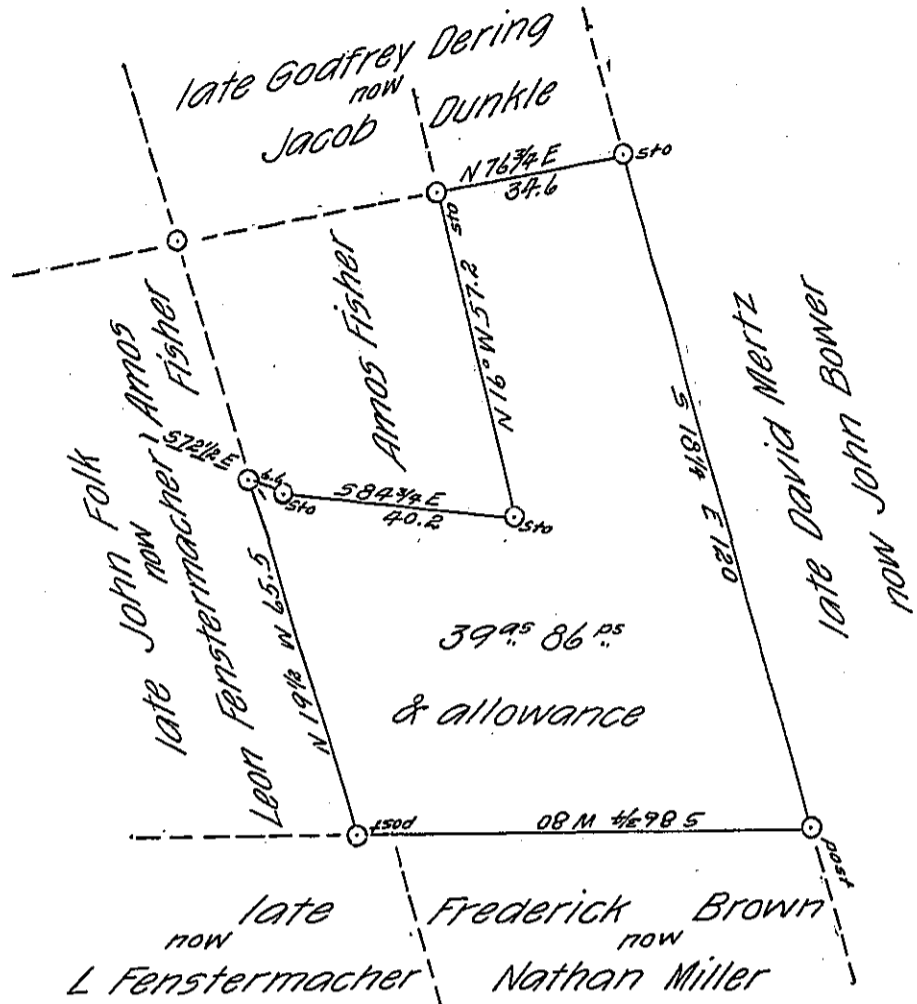 late Godfrey Dering
now
Jacob Dunkle
N 76¾ E
34.6
sto
sto
N 16° W 57.2
Amos Fisher
Amos
Fisher
late John Folk
now
Leon Fenstermacher
S 72½ E
6.4
sto
S 84¾ E
40.2
sto
S 18¼ E 120
late David Mertz
now John Bower
N 19½ W 65.5
39 as 86 ps
& allowance
post
S 86¾ W 80
post
late Frederick Brown
now
L Fenstermacher
now
Nathan Miller